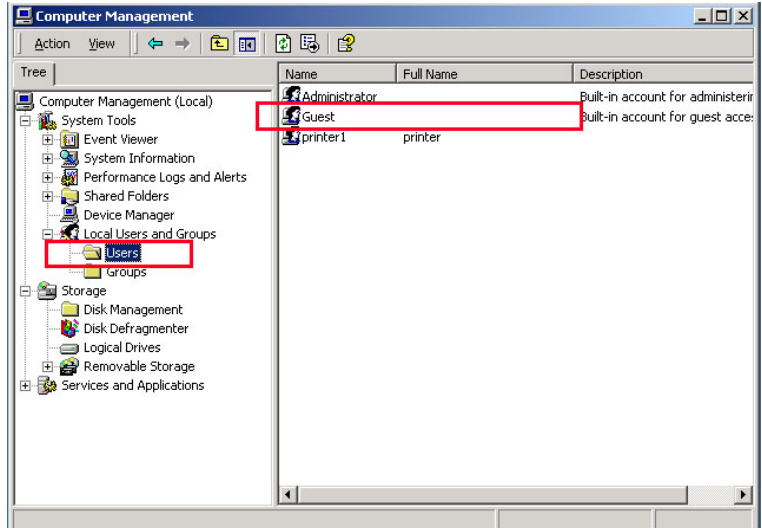 Computer Management
Action View
Tree
Name Full Name Description
Computer Management (Local)
System Tools
Event Viewer
System Information
Performance Logs and Alerts
Shared Folders
Device Manager
Local Users and Groups
Users
Groups
Storage
Disk Management
Disk Defragmenter
Logical Drives
Removable Storage
Services and Applications
Administrator Built-in account for administerin
Guest Built-in account for guest acces
printer1 printer